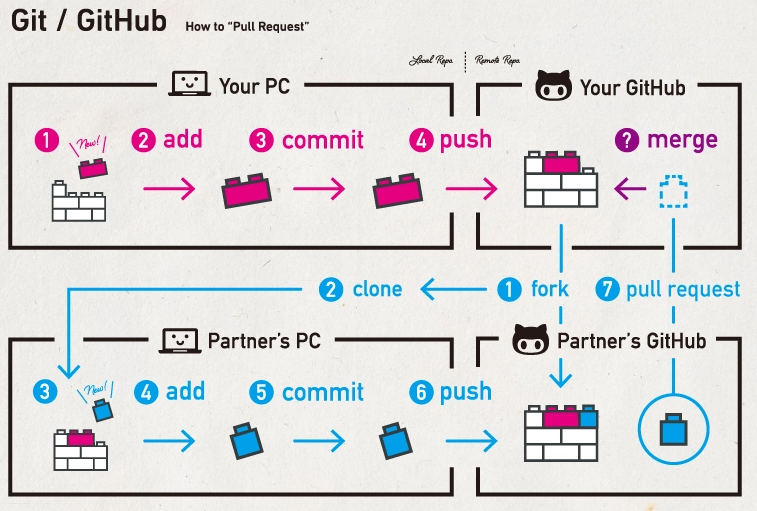 Git / GitHub How to “Pull Request”
Local Repo. Remote Repo.
Your PC
Your GitHub
1 New! 2 add 3 commit 4 push
? merge
2 clone 1 fork 7 pull request
Partner's PC
Partner's GitHub
3 New! 4 add 5 commit 6 push